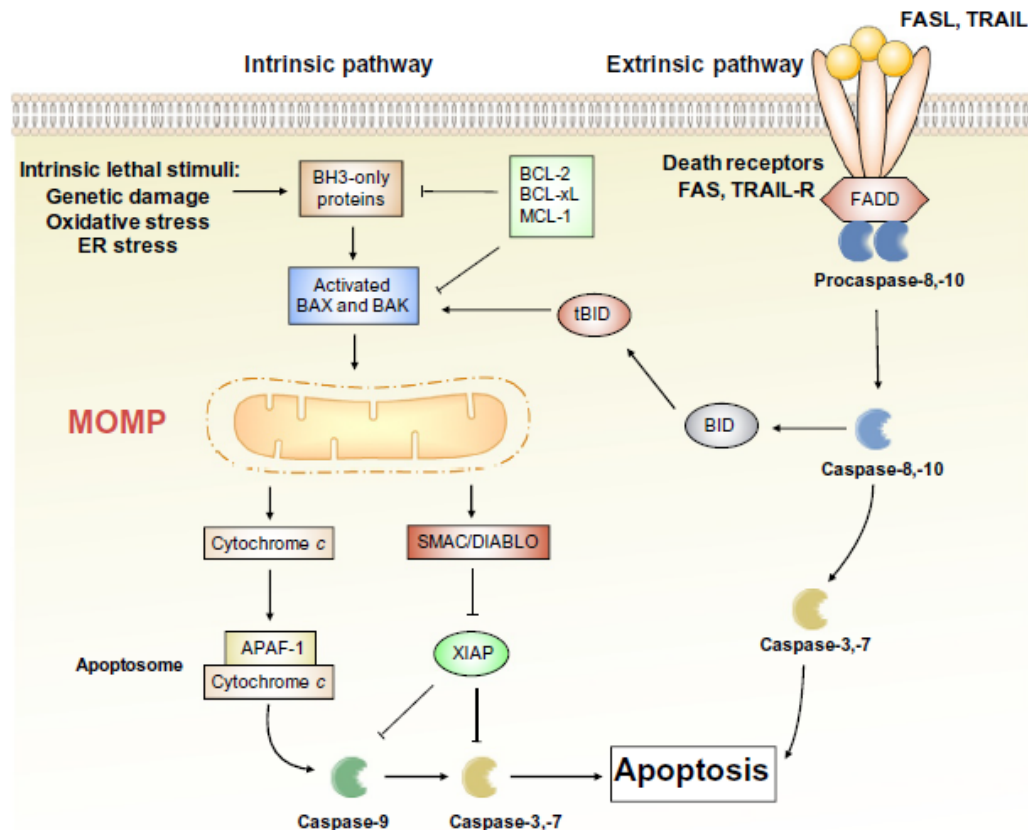 FASL, TRAIL
Intrinsic pathway
Extrinsic pathway
Intrinsic lethal stimuli:
Genetic damage
Oxidative stress
ER stress
BH3-only
proteins
BCL-2
BCL-xL
MCL-1
Death receptors
FAS, TRAIL-R
FADD
Procaspase-8,-10
Activated
BAX and BAK
tBID
MOMP
BID
Caspase-8,-10
Cytochrome c
SMAC/DIABLO
Apoptosome
APAF-1
Cytochrome c
XIAP
Caspase-3,-7
Apoptosis
Caspase-9
Caspase-3,-7